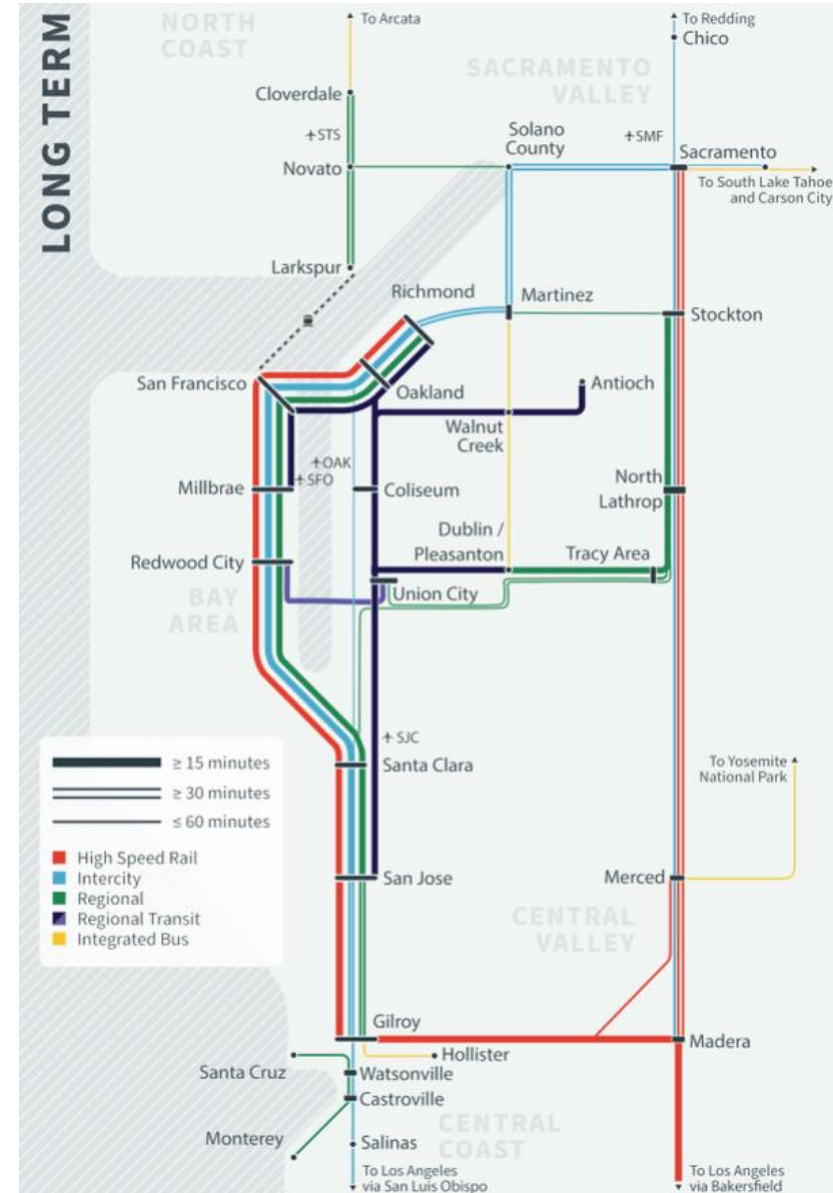 LONG TERM
NORTH
COAST
To Arcata
To Redding
Chico
SACRAMENTO
VALLEY
Cloverdale
STS
Novato
Solano
County
SMF
Sacramento
To South Lake Tahoe
and Carson City
Larkspur
Richmond
Martinez
Stockton
San Francisco
Oakland
Antioch
Walnut
Creek
OAK
SFO
Millbrae
Coliseum
North
Lathrop
Dublin /
Pleasanton
Tracy Area
Redwood City
Union City
BAY
AREA
SJC
Santa Clara
To Yosemite
National Park
≥ 15 minutes
≥ 30 minutes
≤ 60 minutes
High Speed Rail
Intercity
Regional
Regional Transit
Integrated Bus
San Jose
Merced
CENTRAL
VALLEY
Gilroy
Madera
Hollister
Santa Cruz
Watsonville
Castroville
CENTRAL
COAST
Monterey
Salinas
To Los Angeles
via San Luis Obispo
To Los Angeles
via Bakersfield